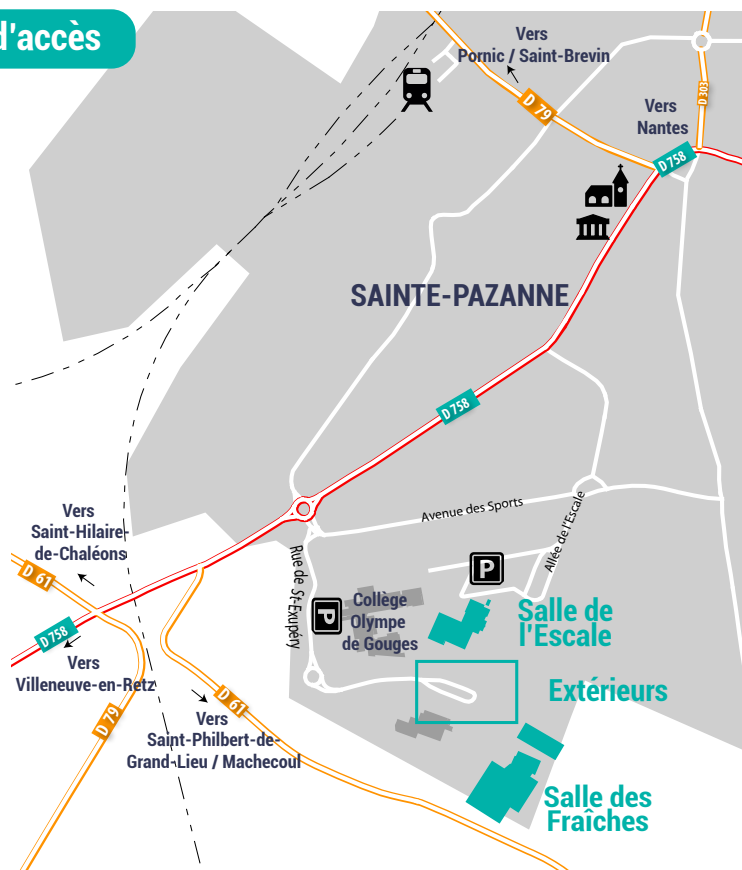 d'accès
Vers
Pornic / Saint-Brevin
D 79
D 303
Vers
Nantes
D 758
SAINTE-PAZANNE
D 758
Avenue des Sports
Allée de l'Escale
Vers
Saint-Hilaire-
de-Chaléons
D 61
Rue de St-Exupéry
P
P
Collège
Olympe
de Gouges
Salle de
l'Escale
D 758
Vers
Villeneuve-en-Retz
Extérieurs
D 61
D 79
Vers
Saint-Philbert-de-
Grand-Lieu / Machecoul
Salle des
Fraîches